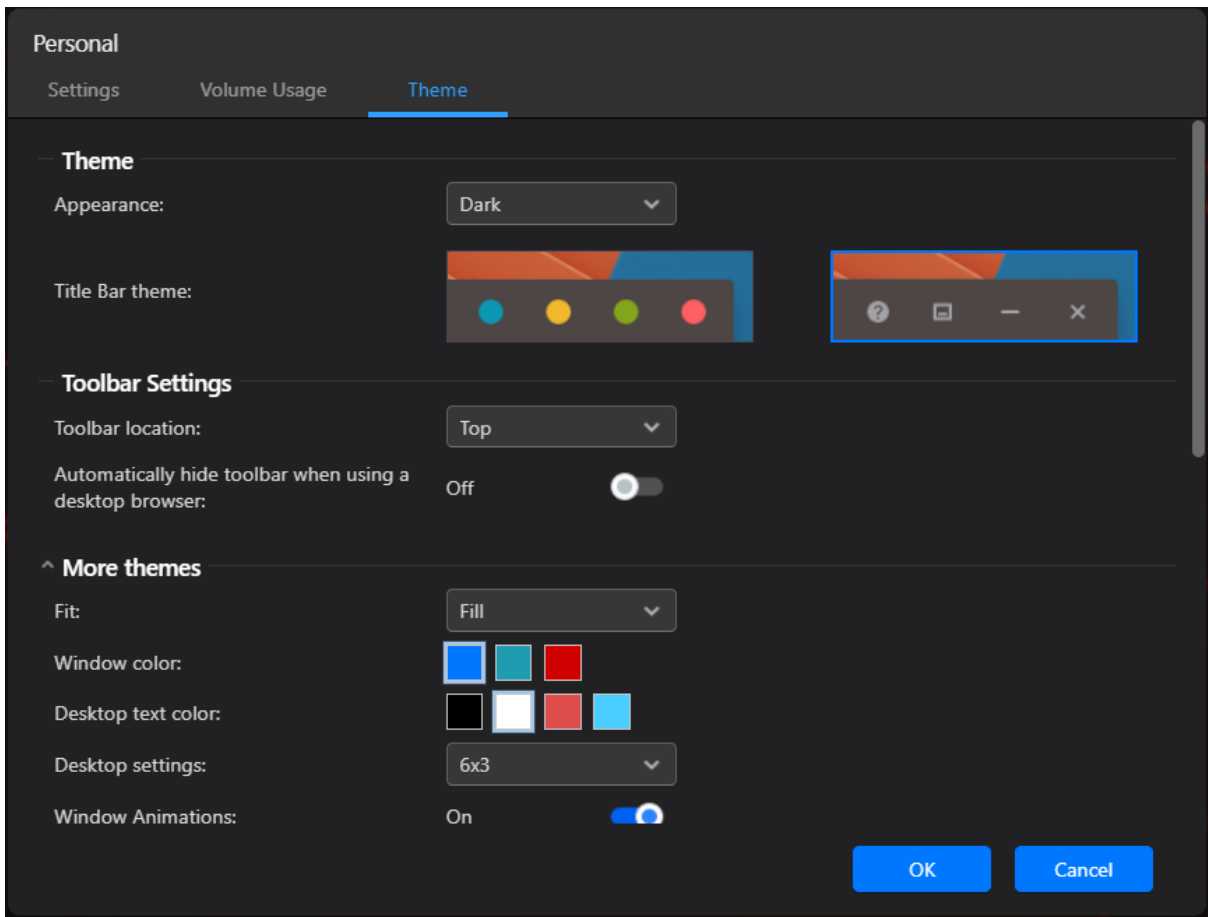 Personal
Settings Volume Usage Theme
Theme
Appearance: Dark
Title Bar theme:
Toolbar Settings
Toolbar location: Top
Automatically hide toolbar when using a
desktop browser: Off
More themes
Fit: Fill
Window color:
Desktop text color:
Desktop settings: 6x3
Window Animations: On
OK Cancel